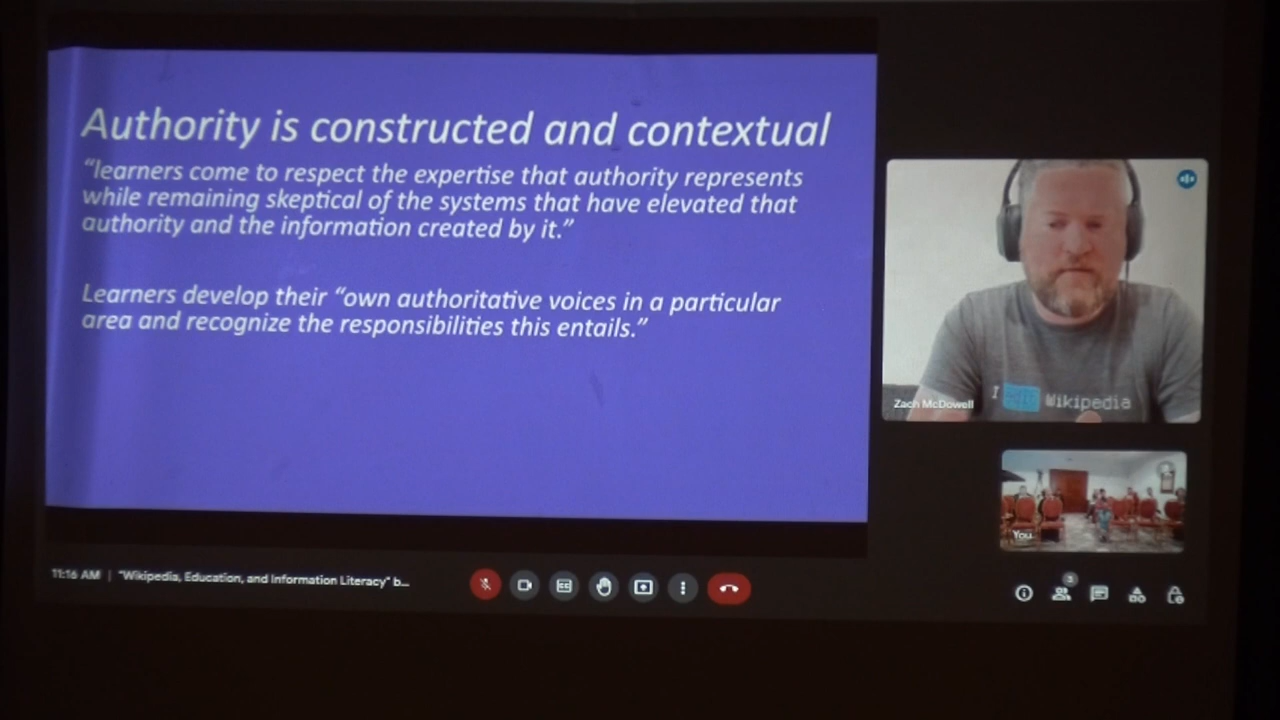 Authority is constructed and contextual
“learners come to respect the expertise that authority represents
while remaining skeptical of the systems that have elevated that
authority and the information created by it.”
Learners develop their “own authoritative voices in a particular
area and recognize the responsibilities this entails.”
I edit Wikipedia
Zach McDowell
You
11:16 AM | "Wikipedia, Education, and Information Literacy" b...
3